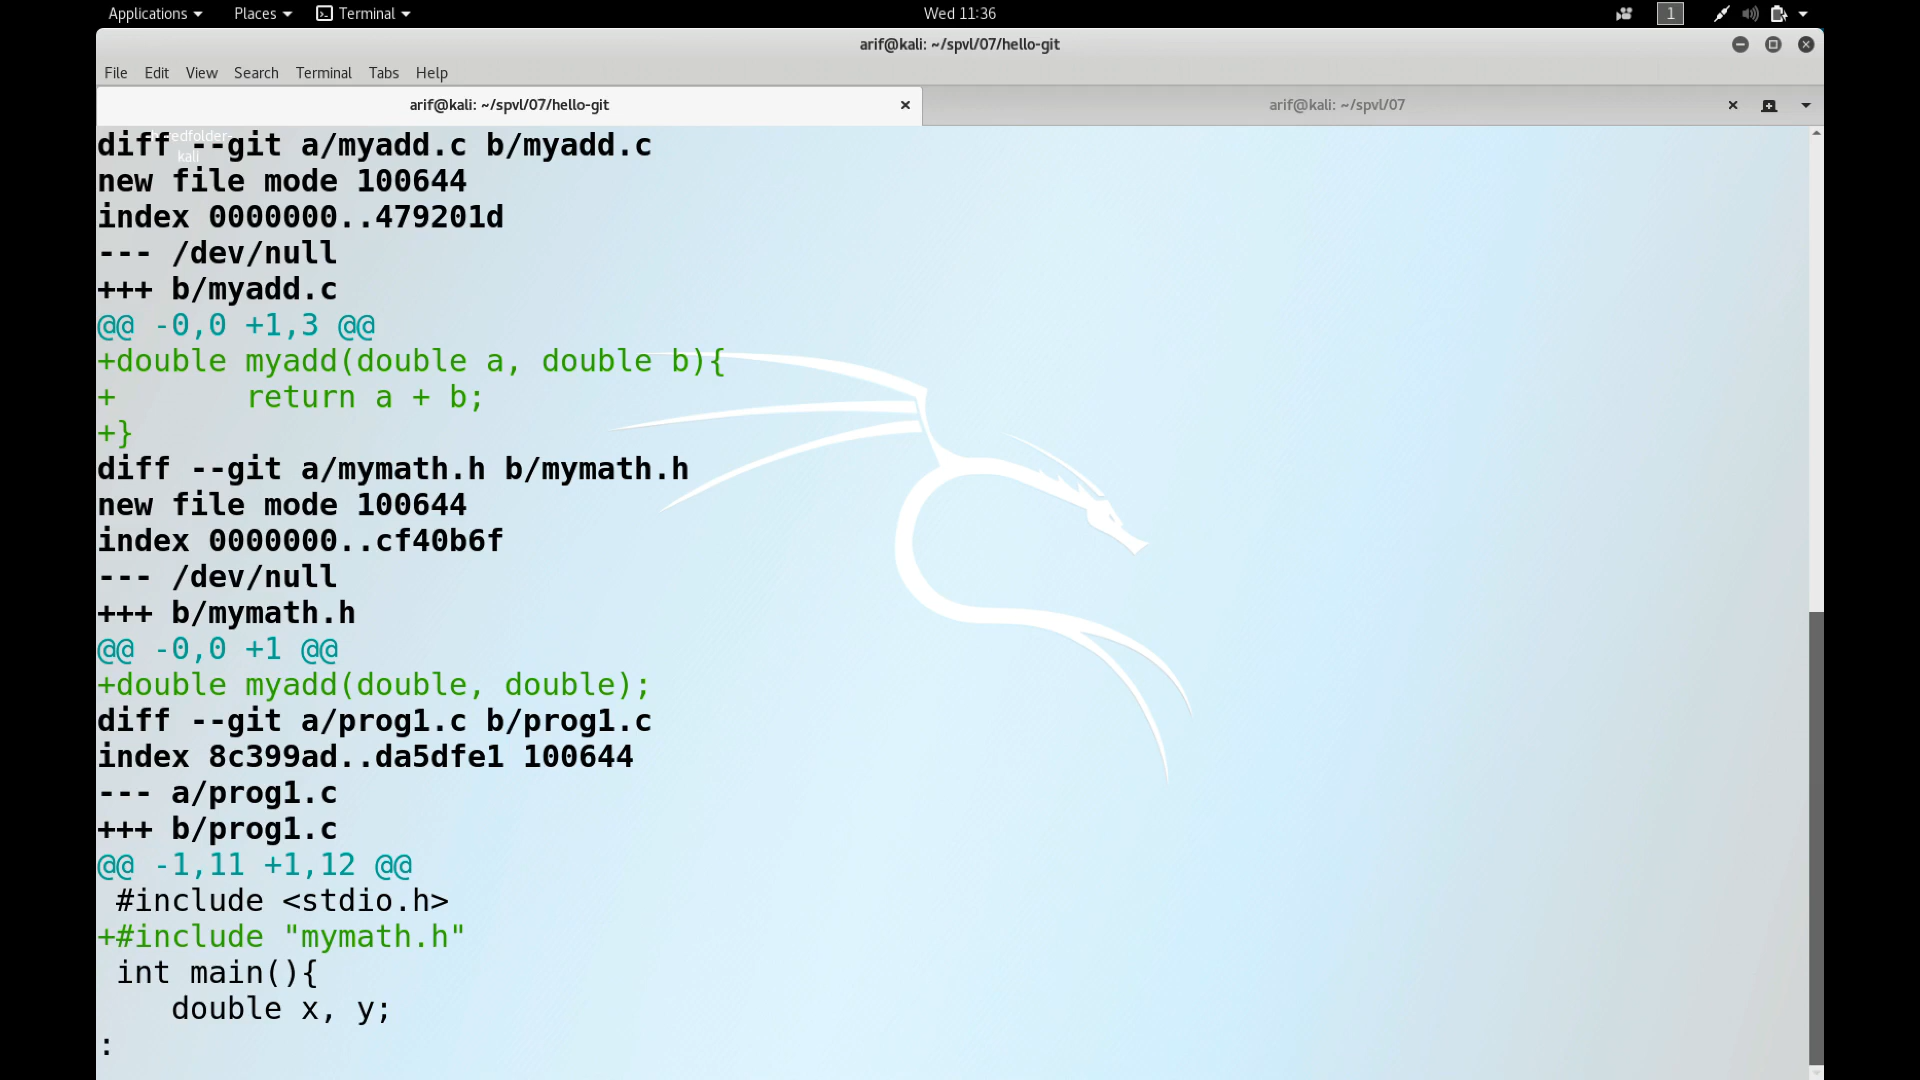 Applications Places Terminal Wed 11:36 1
arif@kali: ~/spvl/07/hello-git
File Edit View Search Terminal Tabs Help
arif@kali: ~/spvl/07/hello-git arif@kali: ~/spvl/07
diff --git a/myadd.c b/myadd.c
kali
new file mode 100644
index 0000000..479201d
--- /dev/null
+++ b/myadd.c
@@ -0,0 +1,3 @@
+double myadd(double a, double b){
+       return a + b;
+}
diff --git a/mymath.h b/mymath.h
new file mode 100644
index 0000000..cf40b6f
--- /dev/null
+++ b/mymath.h
@@ -0,0 +1 @@
+double myadd(double, double);
diff --git a/prog1.c b/prog1.c
index 8c399ad..da5dfe1 100644
--- a/prog1.c
+++ b/prog1.c
@@ -1,11 +1,12 @@
 #include <stdio.h>
+#include "mymath.h"
 int main(){
    double x, y;
: